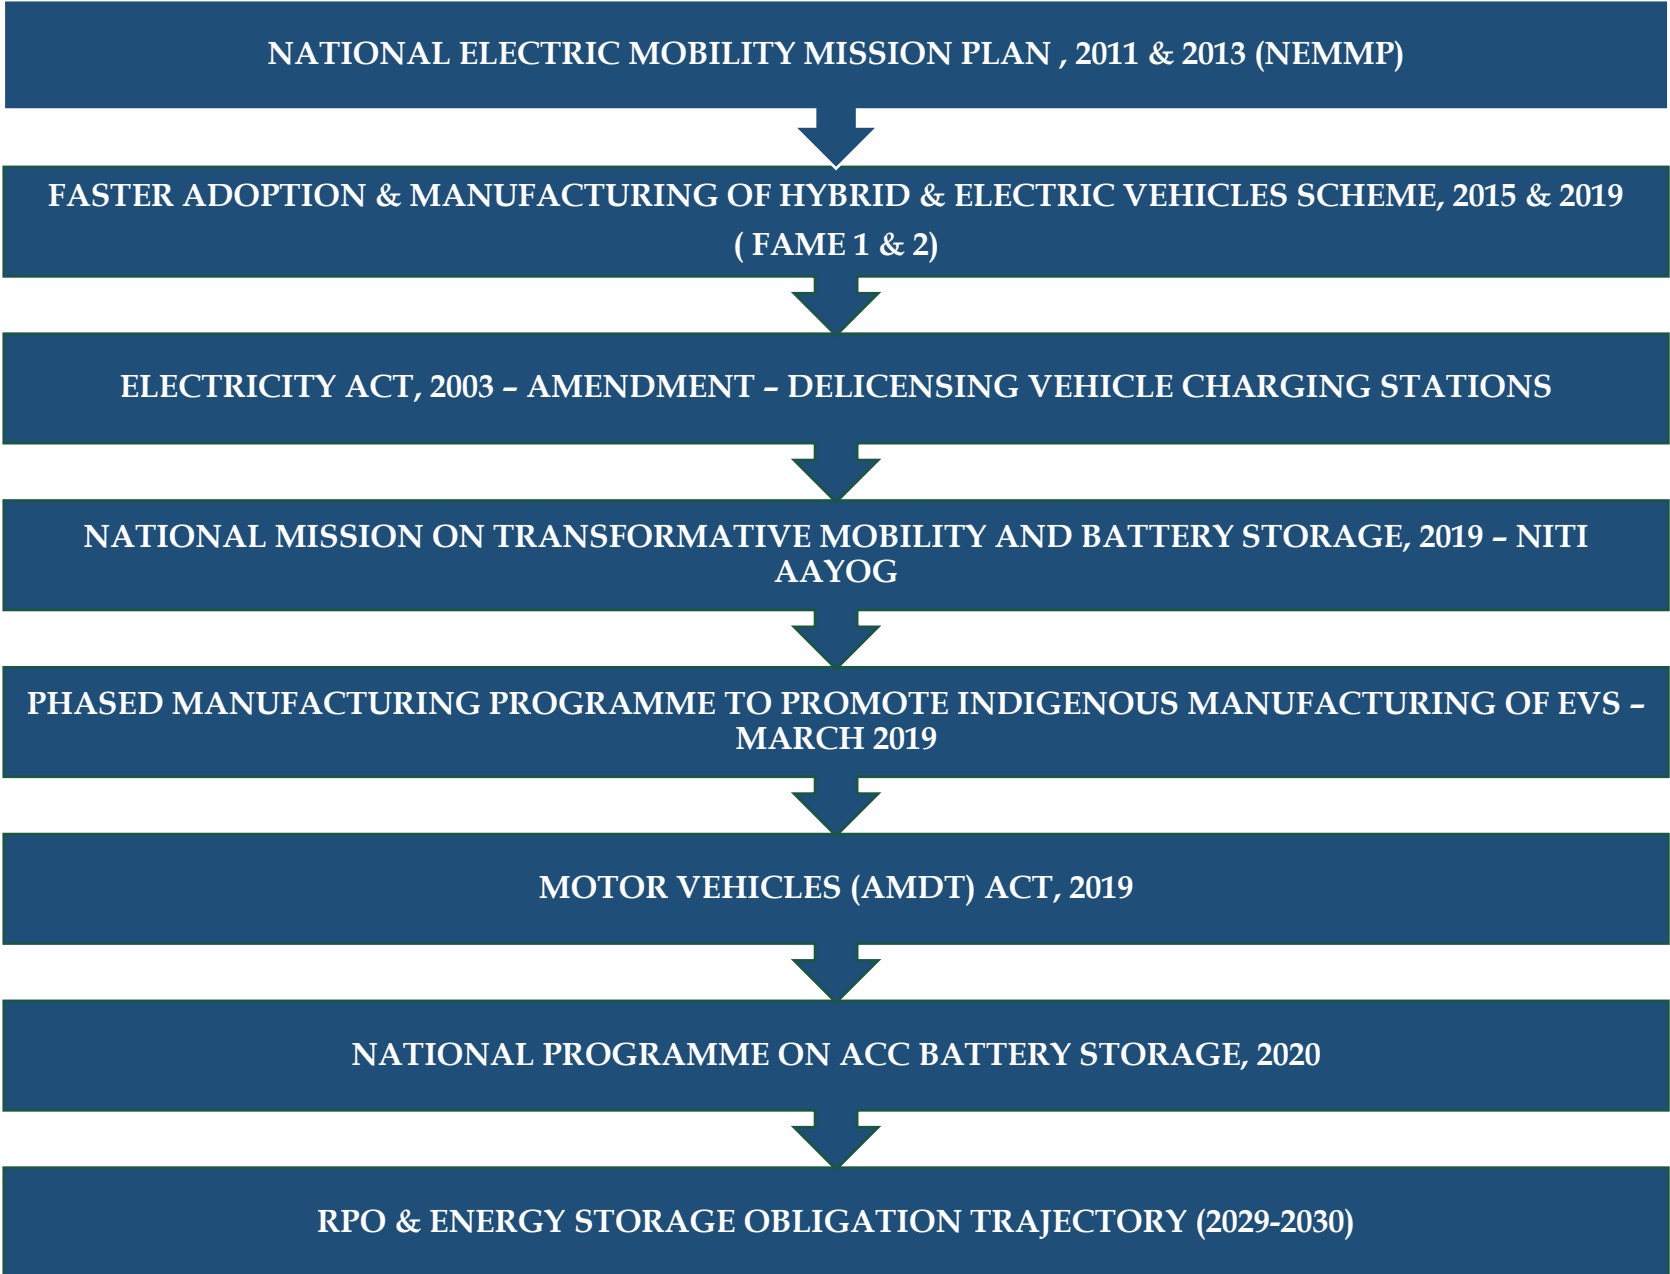 NATIONAL ELECTRIC MOBILITY MISSION PLAN , 2011 & 2013 (NEMMP)
FASTER ADOPTION & MANUFACTURING OF HYBRID & ELECTRIC VEHICLES SCHEME, 2015 & 2019
( FAME 1 & 2)
ELECTRICITY ACT, 2003 – AMENDMENT – DELICENSING VEHICLE CHARGING STATIONS
NATIONAL MISSION ON TRANSFORMATIVE MOBILITY AND BATTERY STORAGE, 2019 – NITI
AAYOG
PHASED MANUFACTURING PROGRAMME TO PROMOTE INDIGENOUS MANUFACTURING OF EVS –
MARCH 2019
MOTOR VEHICLES (AMDT) ACT, 2019
NATIONAL PROGRAMME ON ACC BATTERY STORAGE, 2020
RPO & ENERGY STORAGE OBLIGATION TRAJECTORY (2029-2030)